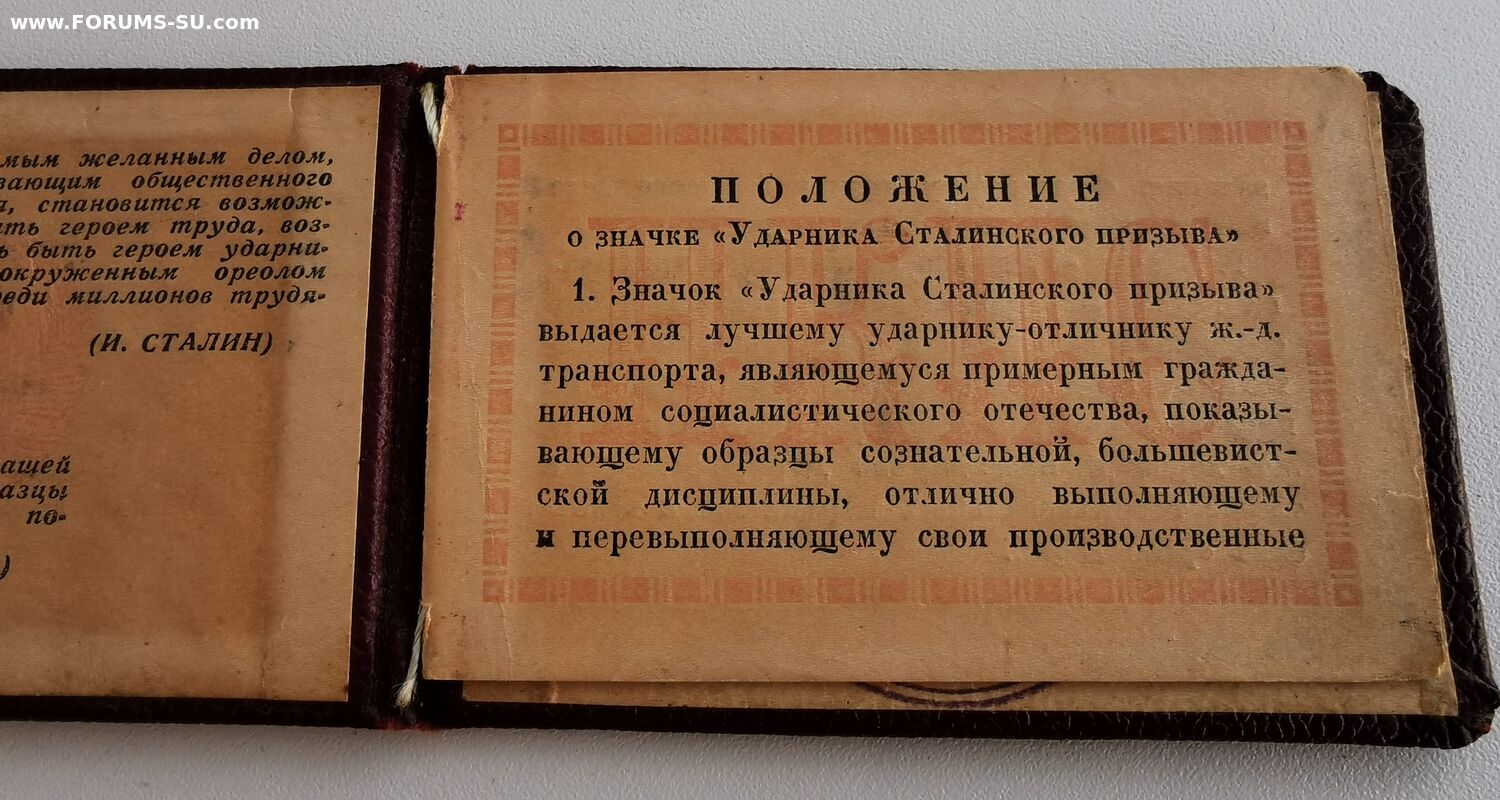 www.FORUMS-SU.com
мым желанным делом,
вающим общественного
я, становится возмож-
ть героем труда, воз-
ь быть героем ударни-
окруженным ореолом
реди миллионов трудя-
(И. СТАЛИН)
ашей
азцы
по-
)
ПОЛОЖЕНИЕ
О ЗНАЧКЕ «УДАРНИКА СТАЛИНСКОГО ПРИЗЫВА»
1. Значок «Ударника Сталинского призыва»
выдается лучшему ударнику-отличнику ж.-д.
транспорта, являющемуся примерным гражда-
нином социалистического отечества, показы-
вающему образцы сознательной, большевист-
ской дисциплины, отлично выполняющему
и перевыполняющему свои производственные